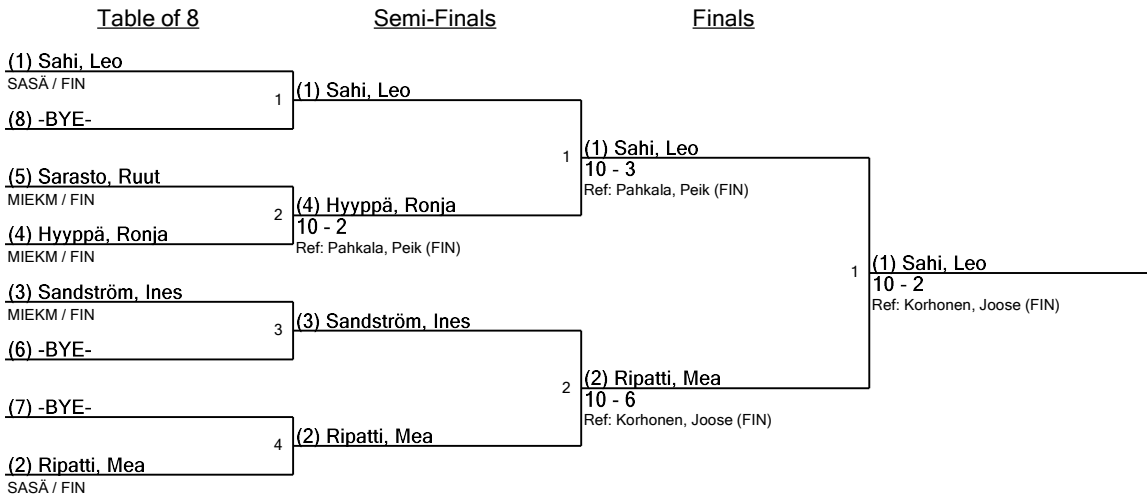 Table of 8
Semi-Finals
Finals
(1) Sahi, Leo
SASÄ / FIN
1
(8) -BYE-
(5) Sarasto, Ruut
MIEKM / FIN
2
(4) Hyyppä, Ronja
MIEKM / FIN
(3) Sandström, Ines
MIEKM / FIN
3
(6) -BYE-
(7) -BYE-
4
(2) Ripatti, Mea
SASÄ / FIN
(1) Sahi, Leo
1
(4) Hyyppä, Ronja
10 - 2
Ref: Pahkala, Peik (FIN)
(3) Sandström, Ines
2
(2) Ripatti, Mea
(1) Sahi, Leo
10 - 3
Ref: Pahkala, Peik (FIN)
1
(2) Ripatti, Mea
10 - 6
Ref: Korhonen, Joose (FIN)
(1) Sahi, Leo
10 - 2
Ref: Korhonen, Joose (FIN)